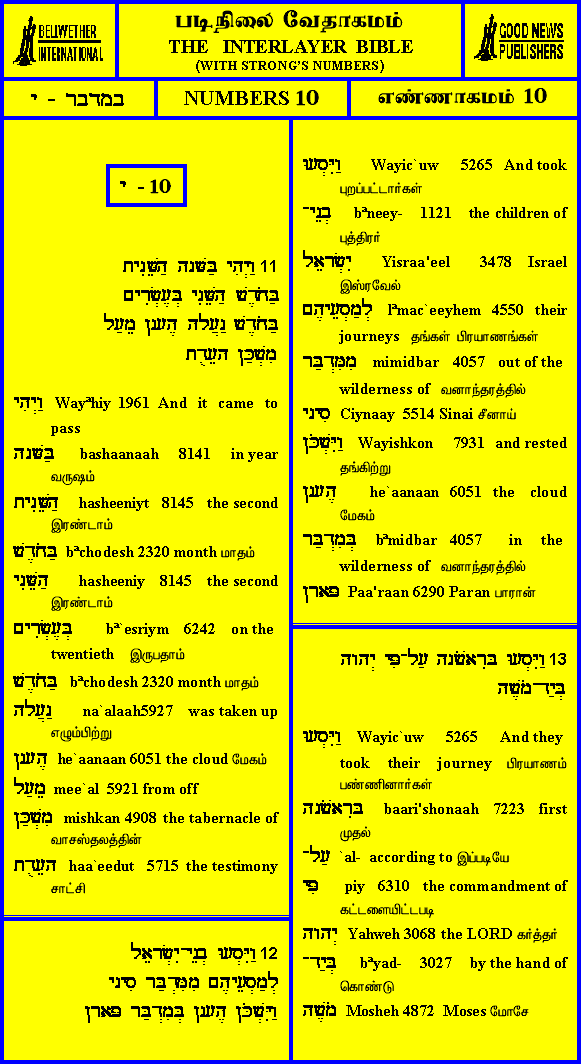 BELLWETHER
INTERNATIONAL
படிநிலை வேதாகமம்
THE INTERLAYER BIBLE
(WITH STRONG'S NUMBERS)
GOOD NEWS
PUBLISHERS
במדבר - י
NUMBERS 10
எண்ணாகமம் 10
י - 10
11 וַיְהִי בַּשָּׁנָה הַשֵּׁנִית
בַּחֹדֶשׁ הַשֵּׁנִי בְּעֶשְׂרִים
בַּחֹדֶשׁ נַעֲלָה הֶעָנָן מֵעַל
מִשְׁכַּן הָעֵדֻת
וַיְהִי Wayᵃhiy 1961 And it came to
pass
בַּשָּׁנָה bashaanaah 8141 in year
வருஷம்
הַשֵּׁנִית hasheeniyt 8145 the second
இரண்டாம்
בַּחֹדֶשׁ bᵃchodesh 2320 month மாதம்
הַשֵּׁנִי hasheeniy 8145 the second
இரண்டாம்
בְּעֶשְׂרִים bᵃ`esriym 6242 on the
twentieth இருபதாம்
בַּחֹדֶשׁ bᵃchodesh 2320 month மாதம்
נַעֲלָה na`alaah5927 was taken up
எழும்பிற்று
הֶעָנָן he`aanaan 6051 the cloud மேகம்
מֵעַל mee`al 5921 from off
מִשְׁכַּן mishkan 4908 the tabernacle of
வாசஸ்தலத்தின்
הָעֵדֻת haa`eedut 5715 the testimony
சாட்சி
12 וַיִּסְעוּ בְנֵי־יִשְׂרָאֵל
לְמַסְעֵיהֶם מִמִּדְבַּר סִינָי
וַיִּשְׁכֹּן הֶעָנָן בְּמִדְבַּר פָּארָן
וַיִּסְעוּ Wayic`uw 5265 And took
புறப்பட்டார்கள்
בְנֵי־ bᵃneey- 1121 the children of
புத்திரர்
יִשְׂרָאֵל Yisraa'eel 3478 Israel
இஸ்ரவேல்
לְמַסְעֵיהֶם lᵃmac`eeyhem 4550 their
journeys தங்கள் பிரயாணங்கள்
מִמִּדְבַּר mimidbar 4057 out of the
wilderness of வனாந்தரத்தில்
סִינָי Ciynaay 5514 Sinai சீனாய்
וַיִּשְׁכֹּן Wayishkon 7931 and rested
தங்கிற்று
הֶעָנָן he`aanaan 6051 the cloud
மேகம்
בְּמִדְבַּר bᵃmidbar 4057 in the
wilderness of வனாந்தரத்தில்
פָּארָן Paa'raan 6290 Paran பாரான்
13 וַיִּסְעוּ בָּרִאשֹׁנָה עַל־פִּי יְהוָה
בְּיַד־מֹשֶׁה
וַיִּסְעוּ Wayic`uw 5265 And they
took their journey பிரயாணம்
பண்ணினார்கள்
בָּרִאשֹׁנָה baari'shonaah 7223 first
முதல்
עַל־ `al- according to இப்படியே
פִּי piy 6310 the commandment of
கட்டளையிட்டபடி
יְהוָה Yahweh 3068 the LORD கர்த்தர்
בְּיַד־ bᵃyad- 3027 by the hand of
கொண்டு
מֹשֶׁה Mosheh 4872 Moses மோசே